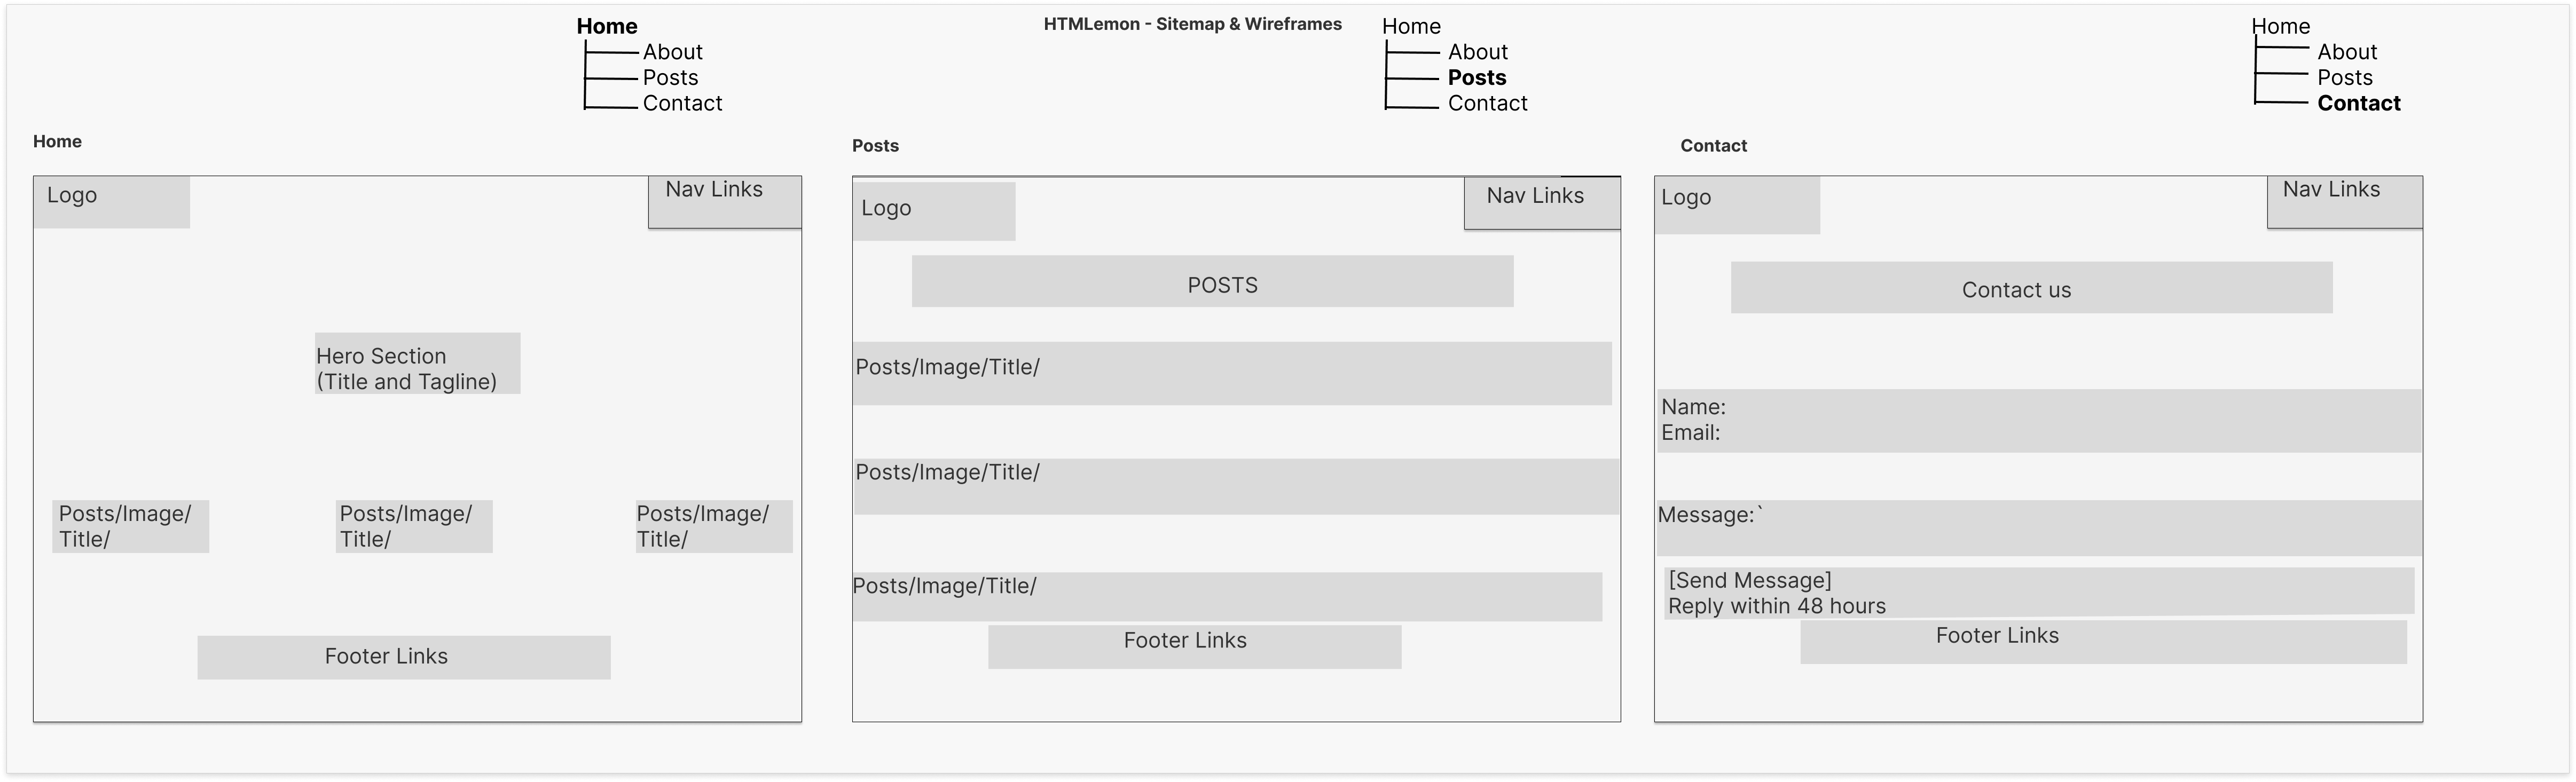 HTMLemon - Sitemap & Wireframes
Home
About
Posts
Contact
Home
About
Posts
Contact
Home
About
Posts
Contact
Home
Logo
Nav Links
Hero Section
(Title and Tagline)
Posts/Image/
Title/
Posts/Image/
Title/
Posts/Image/
Title/
Footer Links
Posts
Logo
Nav Links
POSTS
Posts/Image/Title/
Posts/Image/Title/
Posts/Image/Title/
Footer Links
Contact
Logo
Nav Links
Contact us
Name:
Email:
Message:`
[Send Message]
Reply within 48 hours
Footer Links